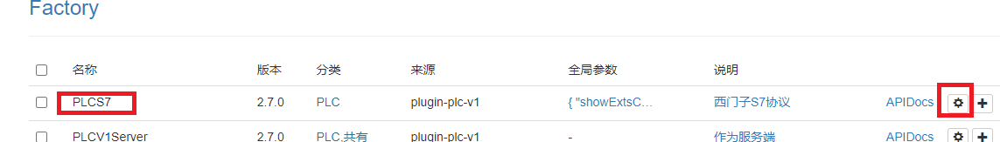 Factory
名称 版本 分类 来源 全局参数 说明
PLCS7 2.7.0 PLC plugin-plc-v1 { "showExtsC... 西门子S7协议 APIDocs
PLCV1Server 2.7.0 PLC,共有 plugin-plc-v1 - 作为服务端 APIDocs